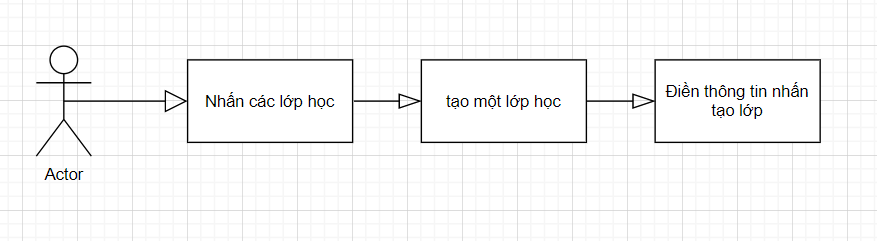 Nhấn các lớp học
tạo một lớp học
Điền thông tin nhấn
tạo lớp
Actor